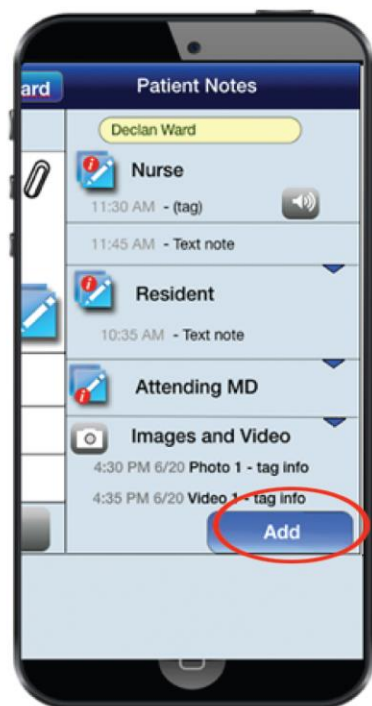 ard
Patient Notes
Declan Ward
Nurse
11:30 AM - (tag)
11:45 AM - Text note
Resident
10:35 AM - Text note
Attending MD
Images and Video
4:30 PM 6/20 Photo 1 - tag info
4:35 PM 6/20 Video 1 - tag info
Add